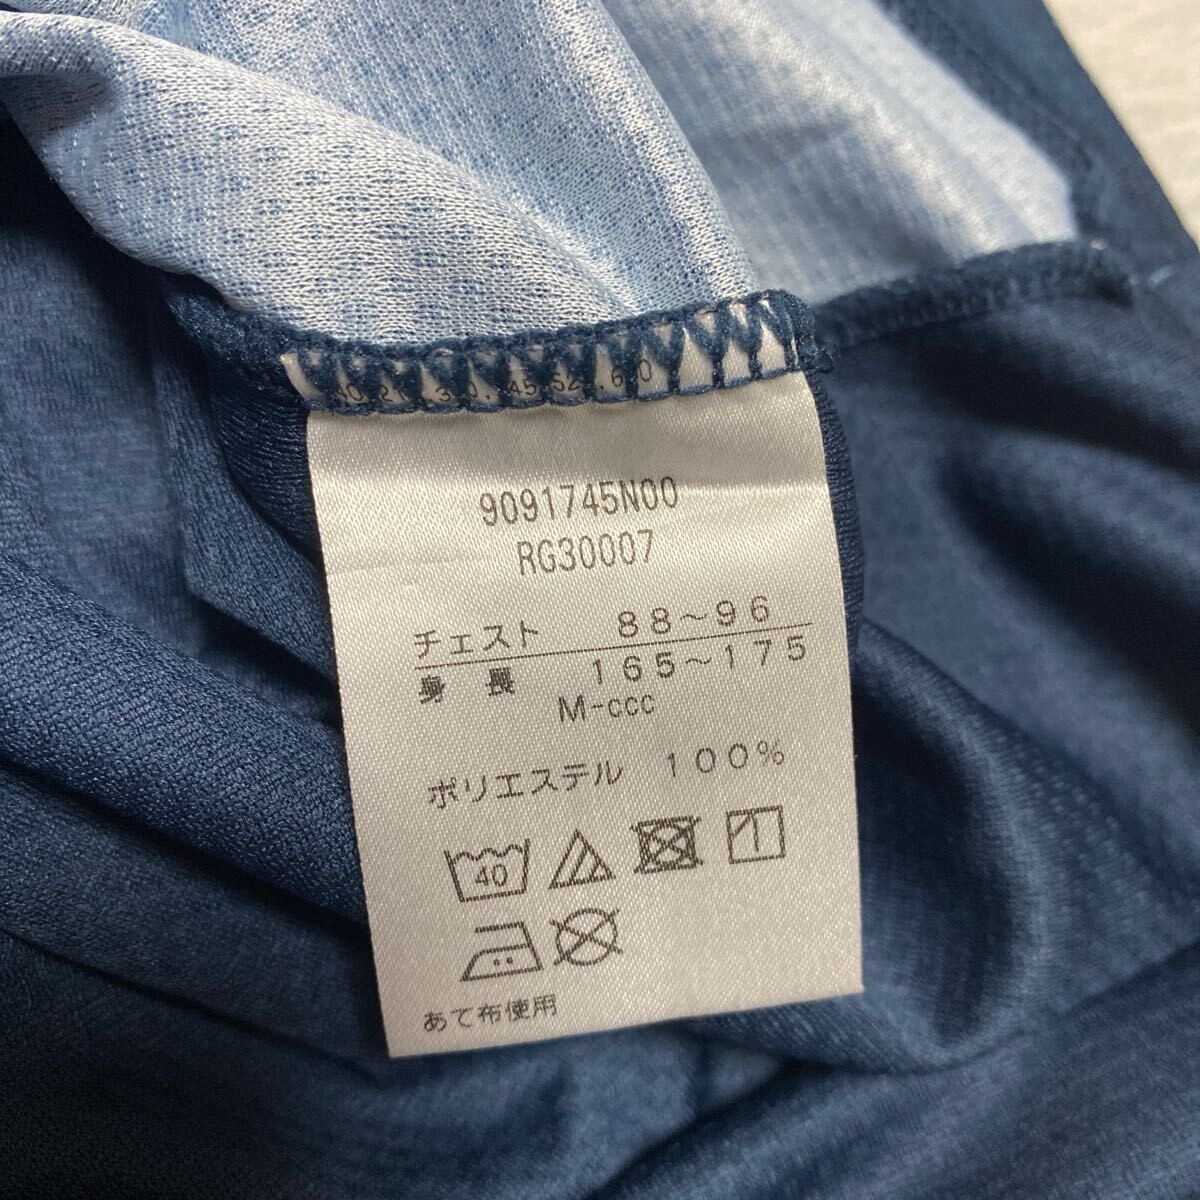 9091745N00
RG30007
チェスト 88～96
身長 165～175
M-ccc
ポリエステル 100%
40
あて布使用